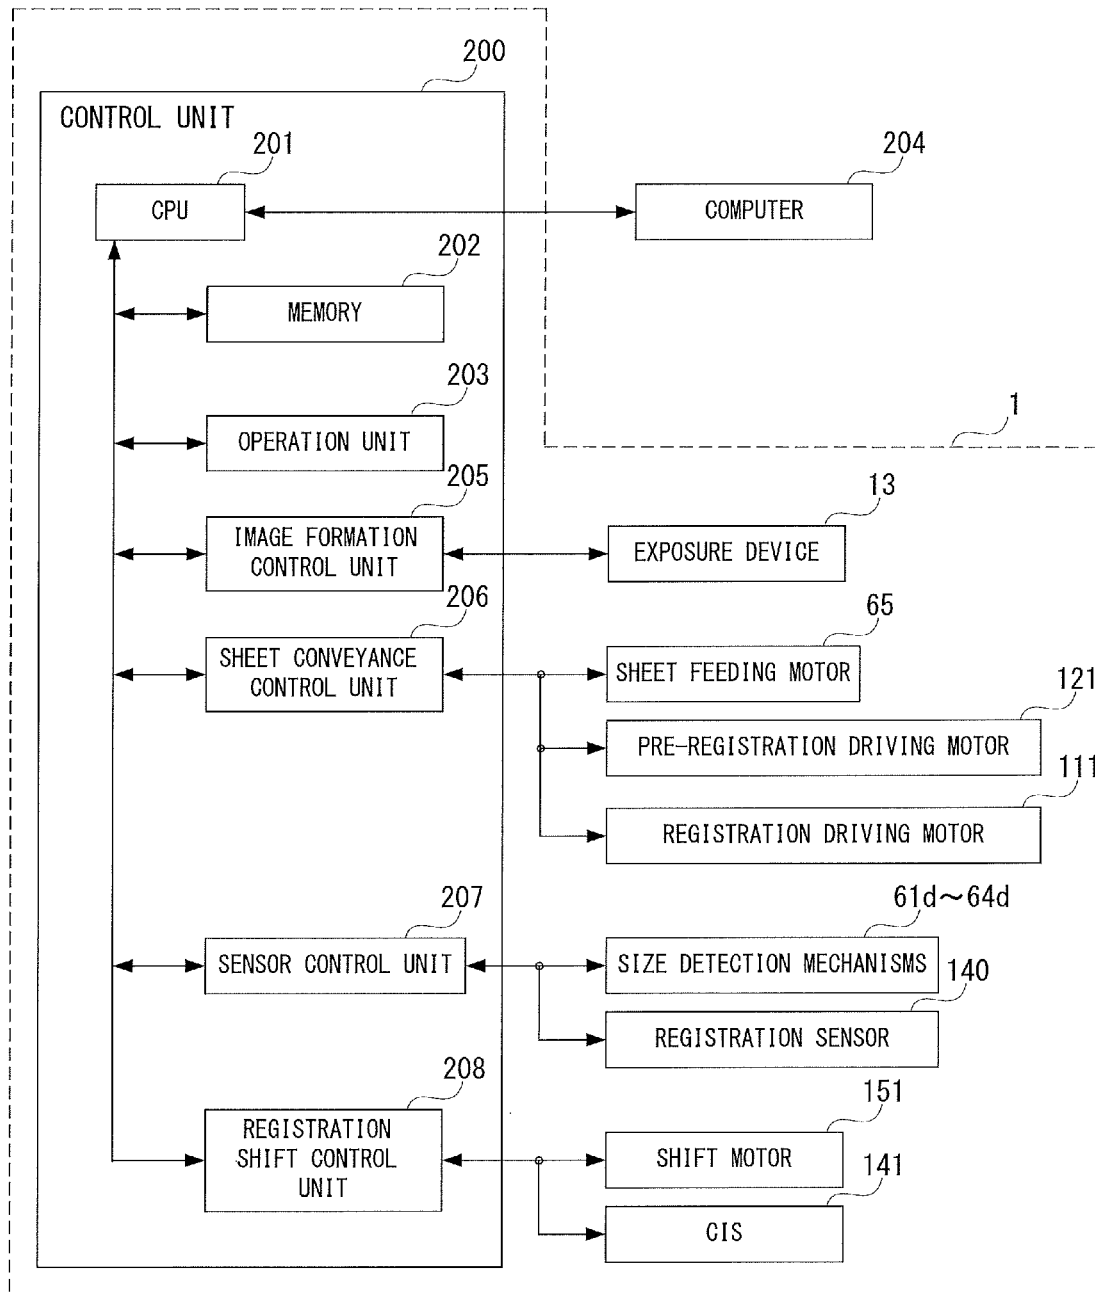 200
CONTROL UNIT
201
CPU
204
COMPUTER
202
MEMORY
203
OPERATION UNIT
1
205
IMAGE FORMATION
CONTROL UNIT
13
EXPOSURE DEVICE
206
SHEET CONVEYANCE
CONTROL UNIT
65
SHEET FEEDING MOTOR
121
PRE-REGISTRATION DRIVING MOTOR
111
REGISTRATION DRIVING MOTOR
207
SENSOR CONTROL UNIT
61d～64d
SIZE DETECTION MECHANISMS
140
REGISTRATION SENSOR
208
REGISTRATION
SHIFT CONTROL
UNIT
151
SHIFT MOTOR
141
CIS